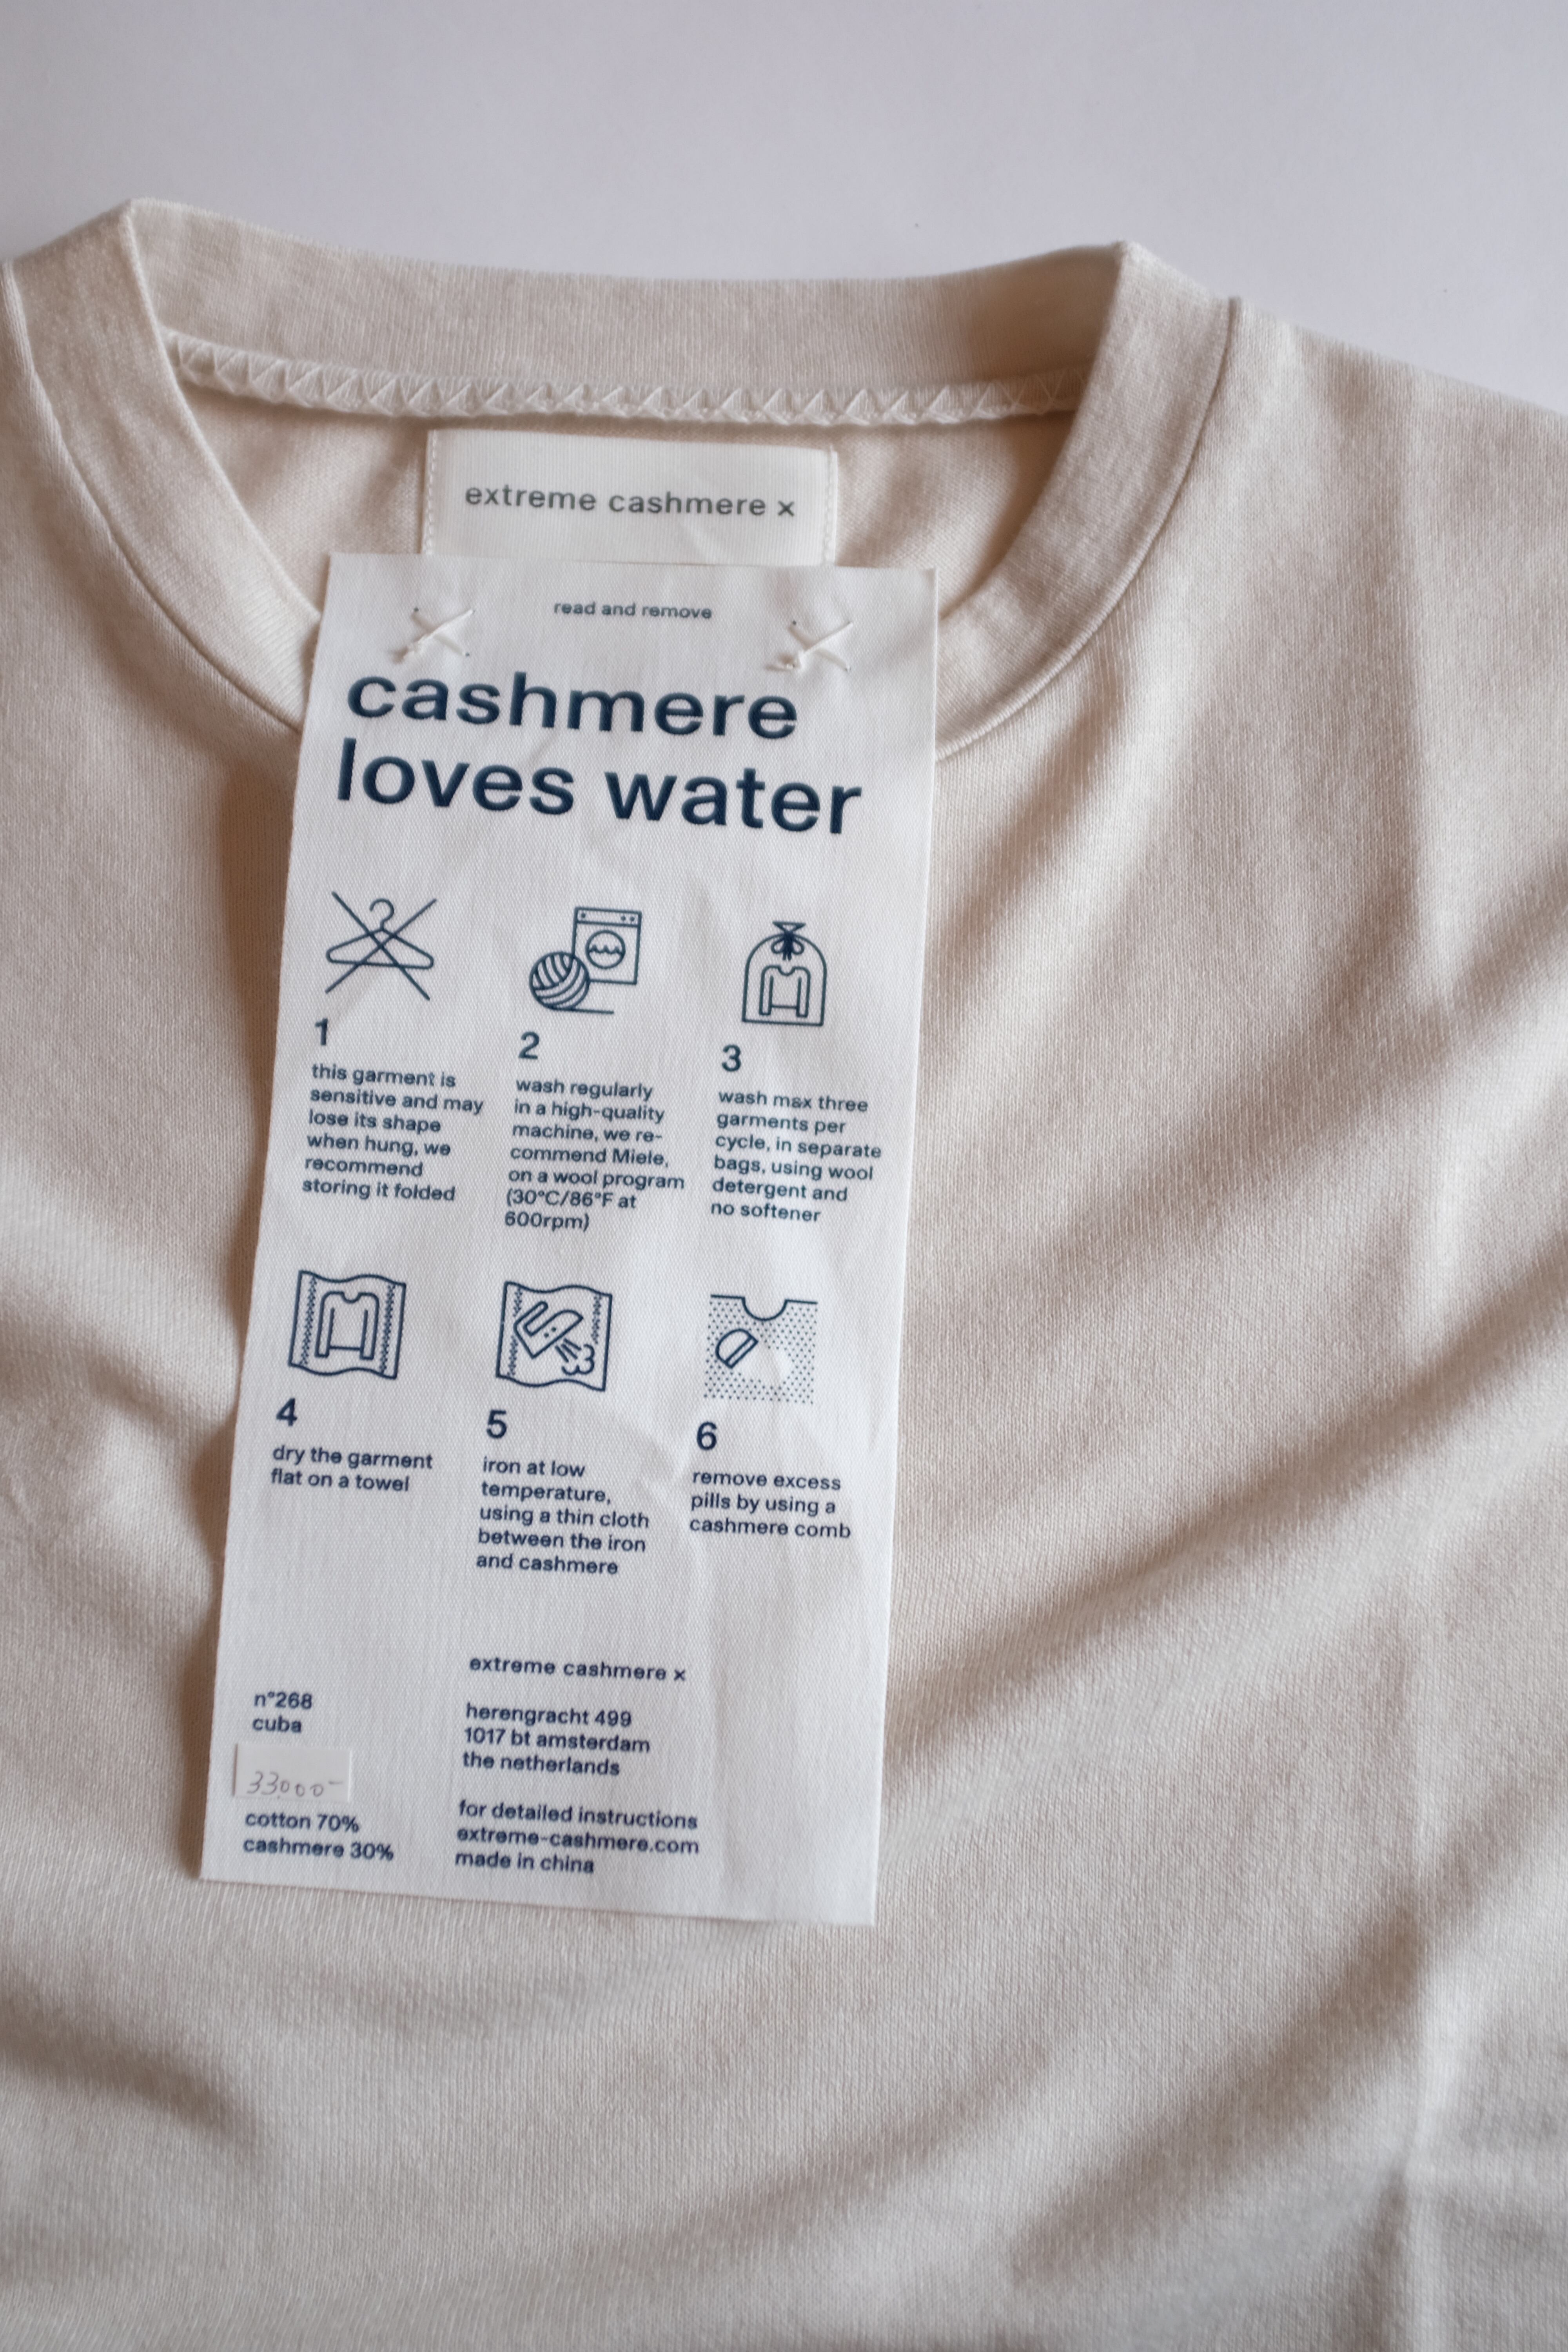 extreme cashmere x
read and remove
cashmere
loves water
1
this garment is
sensitive and may
lose its shape
when hung, we
recommend
storing it folded
2
wash regularly
in a high-quality
machine, we re-
commend Miele,
on a wool program
(30°C/86°F at
600rpm)
3
wash max three
garments per
cycle, in separate
bags, using wool
detergent and
no softener
4
dry the garment
flat on a towel
5
iron at low
temperature,
using a thin cloth
between the iron
and cashmere
6
remove excess
pills by using a
cashmere comb
n°268
cuba
33000-
cotton 70%
cashmere 30%
extreme cashmere x
herengracht 499
1017 bt amsterdam
the netherlands
for detailed instructions
extreme-cashmere.com
made in china